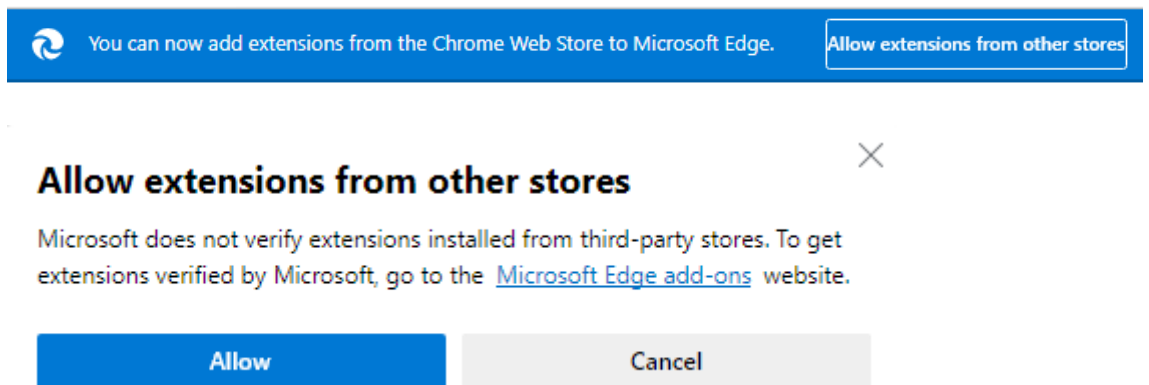 You can now add extensions from the Chrome Web Store to Microsoft Edge. Allow extensions from other stores
Allow extensions from other stores
Microsoft does not verify extensions installed from third-party stores. To get
extensions verified by Microsoft, go to the Microsoft Edge add-ons website.
Allow Cancel